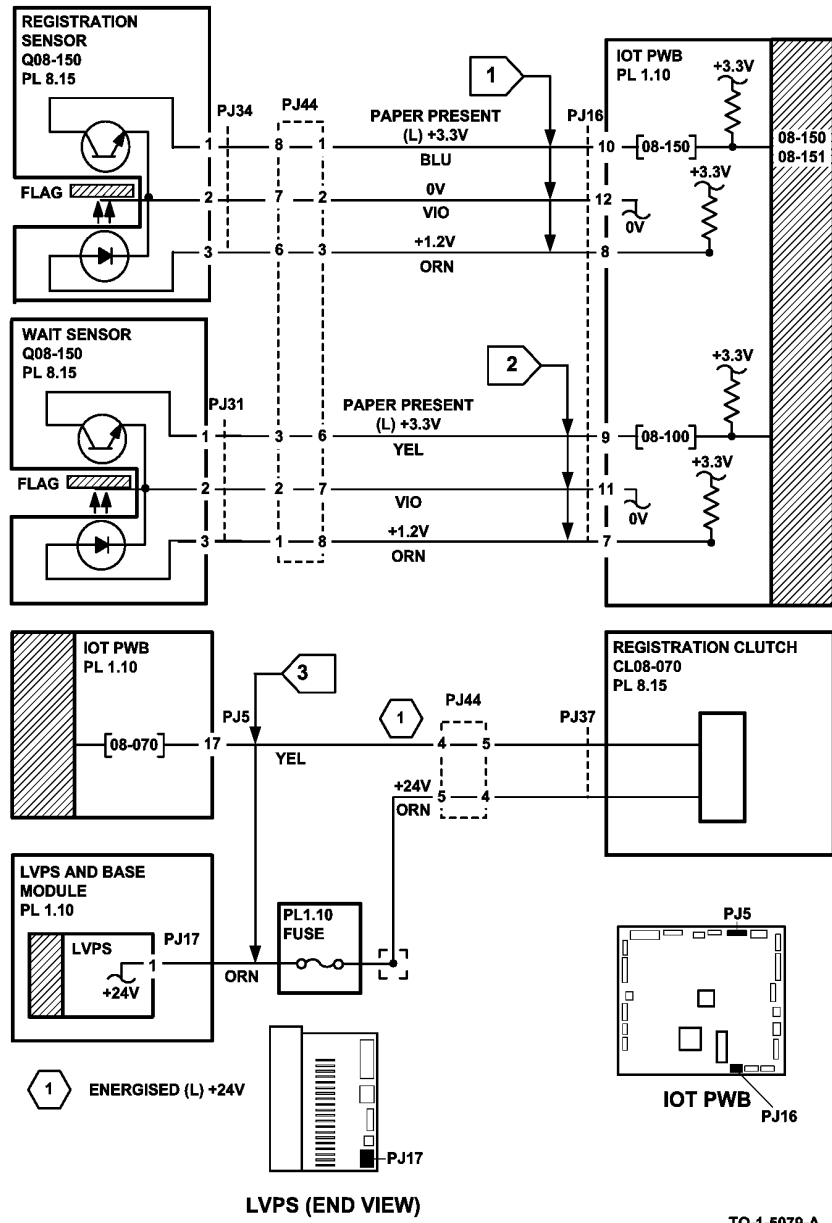 REGISTRATION
SENSOR
Q08-150
PL 8.15
FLAG
1
2
3
PJ34
PJ44
8 1
7 2
6 3
PAPER PRESENT
(L) +3.3V
BLU
0V
VIO
+1.2V
ORN
1
PJ16
10
12
8
IOT PWB
PL 1.10
+3.3V
08-150
+3.3V
0V
08-150
08-151
WAIT SENSOR
Q08-150
PL 8.15
FLAG
1
2
3
PJ31
3 6
2 7
1 8
PAPER PRESENT
(L) +3.3V
YEL
VIO
+1.2V
ORN
2
9
11
7
+3.3V
08-100
+3.3V
0V
IOT PWB
PL 1.10
08-070
17
PJ5
3
YEL
1
PJ44
4 5
+24V
ORN
5 4
PJ37
REGISTRATION CLUTCH
CL08-070
PL 8.15
LVPS AND BASE
MODULE
PL 1.10
LVPS
+24V
1
PJ17
ORN
PL1.10
FUSE
1 ENERGISED (L) +24V
PJ17
LVPS (END VIEW)
PJ5
IOT PWB
PJ16
TO-1-5079-A